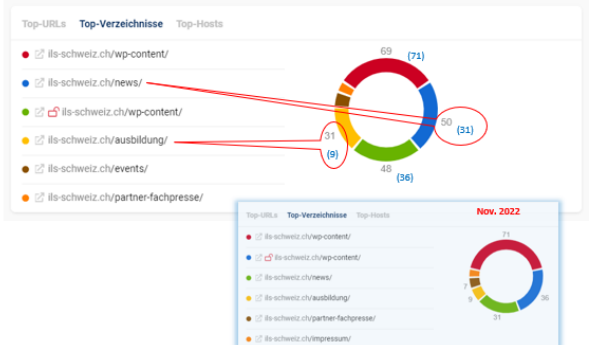 Top-URLs Top-Verzeichnisse Top-Hosts
ils-schweiz.ch/wp-content/
ils-schweiz.ch/news/
ils-schweiz.ch/wp-content/
ils-schweiz.ch/ausbildung/
ils-schweiz.ch/events/
ils-schweiz.ch/partner-fachpresse/
69 (71)
50 (31)
31
(9)
48
(36)
Top-URLs Top-Verzeichnisse Top-Hosts
Nov. 2022
ils-schweiz.ch/wp-content/
ils-schweiz.ch/wp-content/
ils-schweiz.ch/news/
ils-schweiz.ch/ausbildung/
ils-schweiz.ch/partner-fachpresse/
ils-schweiz.ch/impressum/
71
36
31
9
7